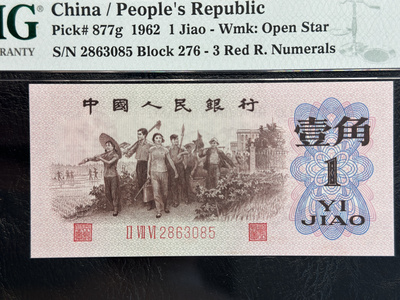 MG China / People's Republic
WARRANTY Pick# 877g 1962 1 Jiao - Wmk: Open Star
S/N 2863085 Block 276 - 3 Red R. Numerals
中國人民銀行
壹角
1
YI
JIAO
II VII VI 2863085